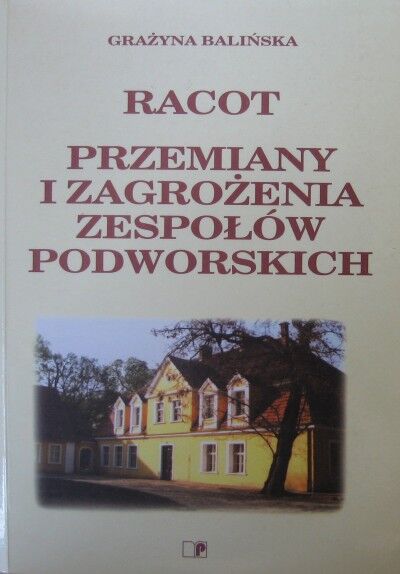 GRAŻYNA BALIŃSKA
RACOT
PRZEMIANY
I ZAGROŻENIA
ZESPOŁÓW
PODWORSKICH
P